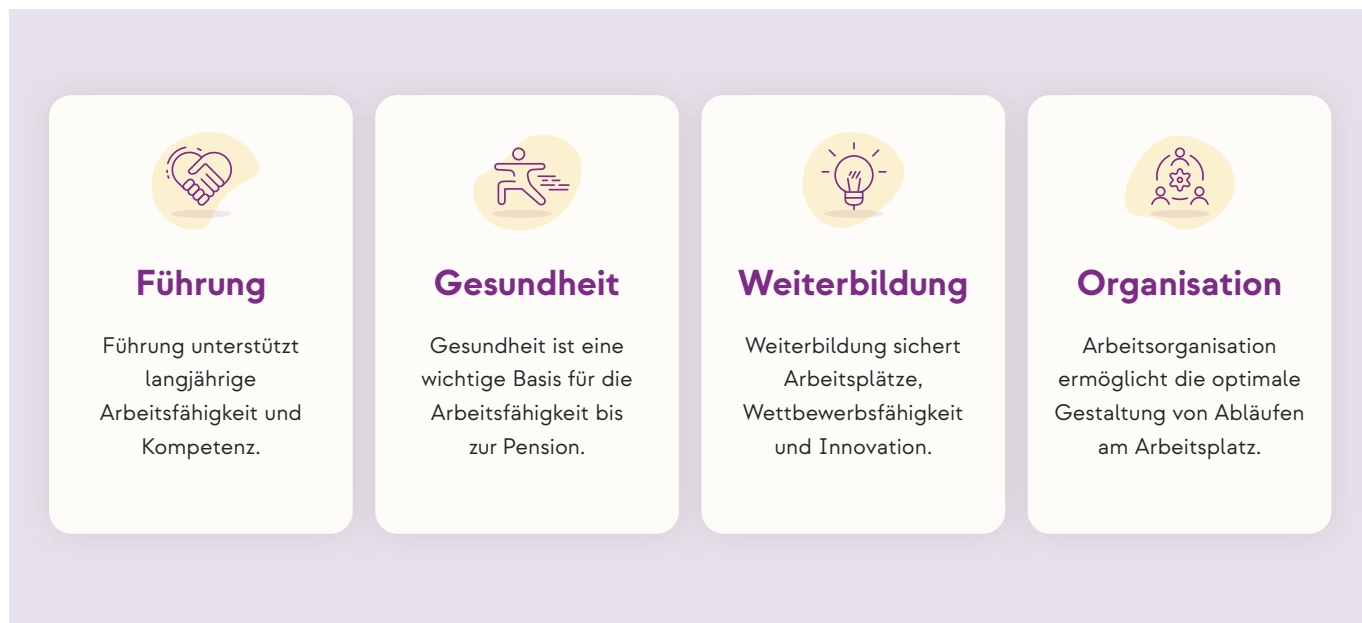 Führung
Führung unterstützt
langjährige
Arbeitsfähigkeit und
Kompetenz.
Gesundheit
Gesundheit ist eine
wichtige Basis für die
Arbeitsfähigkeit bis
zur Pension.
Weiterbildung
Weiterbildung sichert
Arbeitsplätze,
Wettbewerbsfähigkeit
und Innovation.
Organisation
Arbeitsorganisation
ermöglicht die optimale
Gestaltung von Abläufen
am Arbeitsplatz.